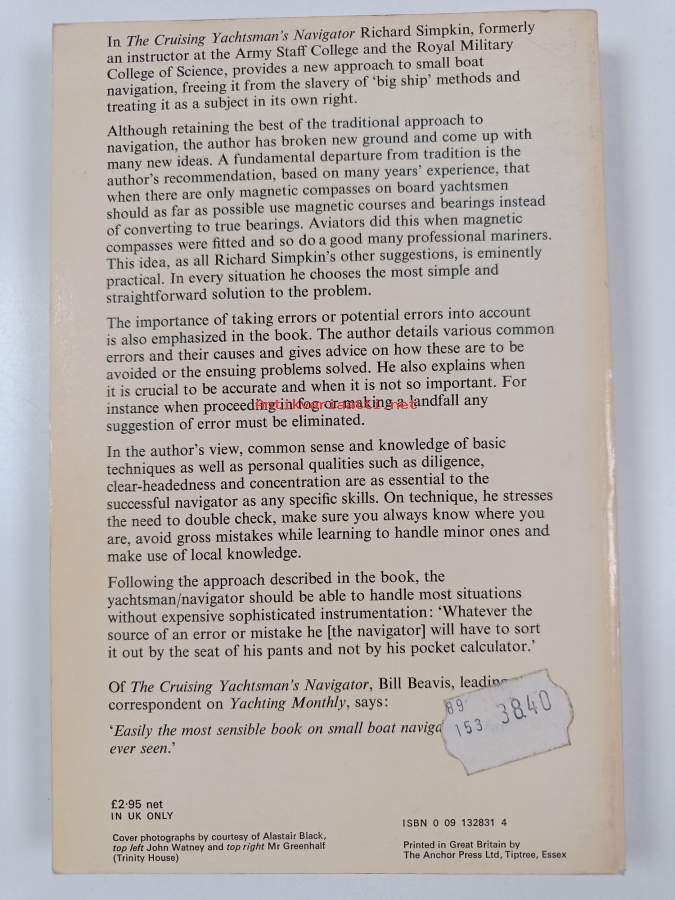 In The Cruising Yachtsman's Navigator Richard Simpkin, formerly
an instructor at the Army Staff College and the Royal Military
College of Science, provides a new approach to small boat
navigation, freeing it from the slavery of 'big ship' methods and
treating it as a subject in its own right.
Although retaining the best of the traditional approach to
navigation, the author has broken new ground and come up with
many new ideas. A fundamental departure from tradition is the
author's recommendation, based on many years' experience, that
when there are only magnetic compasses on board yachtsmen
should as far as possible use magnetic courses and bearings instead
of converting to true bearings. Aviators did this when magnetic
compasses were fitted and so do a good many professional mariners.
This idea, as all Richard Simpkin's other suggestions, is eminently
practical. In every situation he chooses the most simple and
straightforward solution to the problem.
The importance of taking errors or potential errors into account
is also emphasized in the book. The author details various common
errors and their causes and gives advice on how these are to be
avoided or the ensuing problems solved. He also explains when
it is crucial to be accurate and when it is not so important. For
instance when proceeding in fog or making a landfall any
suggestion of error must be eliminated.
In the author's view, common sense and knowledge of basic
techniques as well as personal qualities such as diligence,
clear-headedness and concentration are as essential to the
successful navigator as any specific skills. On technique, he stresses
the need to double check, make sure you always know where you
are, avoid gross mistakes while learning to handle minor ones and
make use of local knowledge.
Following the approach described in the book, the
yachtsman/navigator should be able to handle most situations
without expensive sophisticated instrumentation: 'Whatever the
source of an error or mistake he [the navigator] will have to sort
it out by the seat of his pants and not by his pocket calculator.'
Of The Cruising Yachtsman's Navigator, Bill Beavis, leading
correspondent on Yachting Monthly, says:
'Easily the most sensible book on small boat
ever seen.'
89
153 3840
£2·95 net
IN UK ONLY
Cover photographs by courtesy of Alastair Black,
top left John Watney and top right Mr Greenhalf
(Trinity House)
ISBN 0 09 132831 4
Printed in Great Britain by
The Anchor Press Ltd, Tiptree, Essex